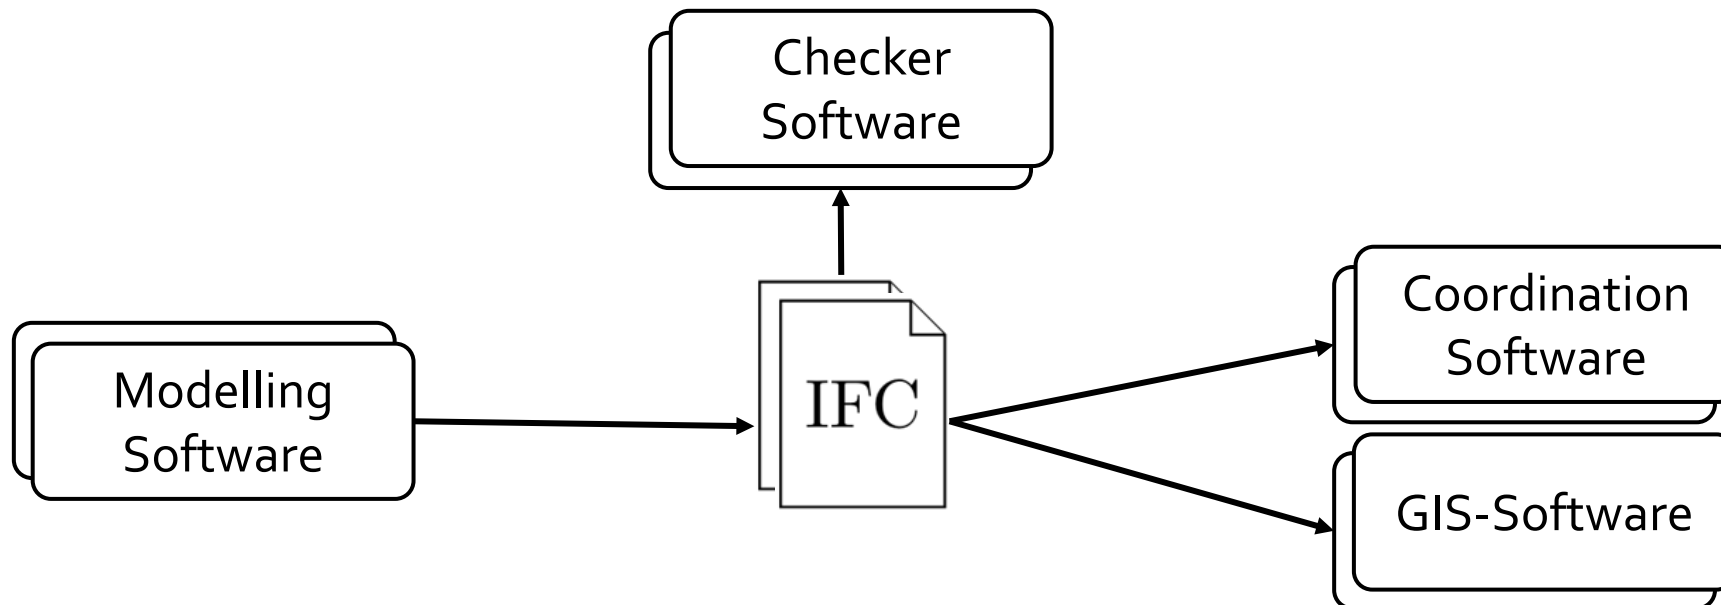 Checker
Software
Modelling
Software
IFC
Coordination
Software
GIS-Software